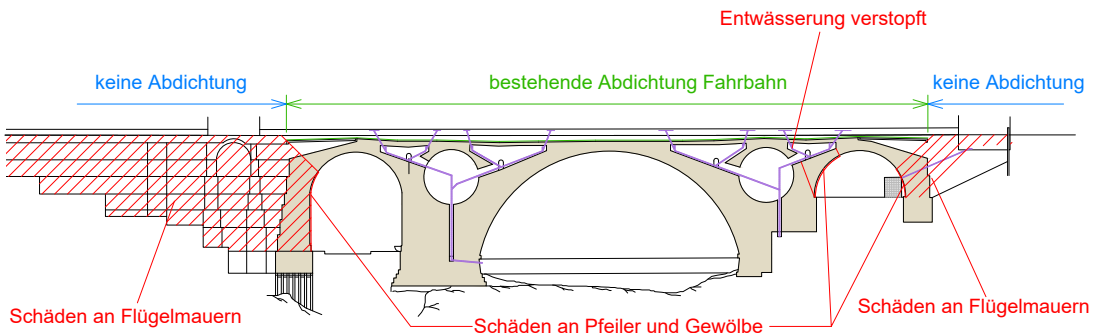 Entwässerung verstopft
keine Abdichtung
bestehende Abdichtung Fahrbahn
keine Abdichtung
Schäden an Flügelmauern
Schäden an Pfeiler und Gewölbe
Schäden an Flügelmauern